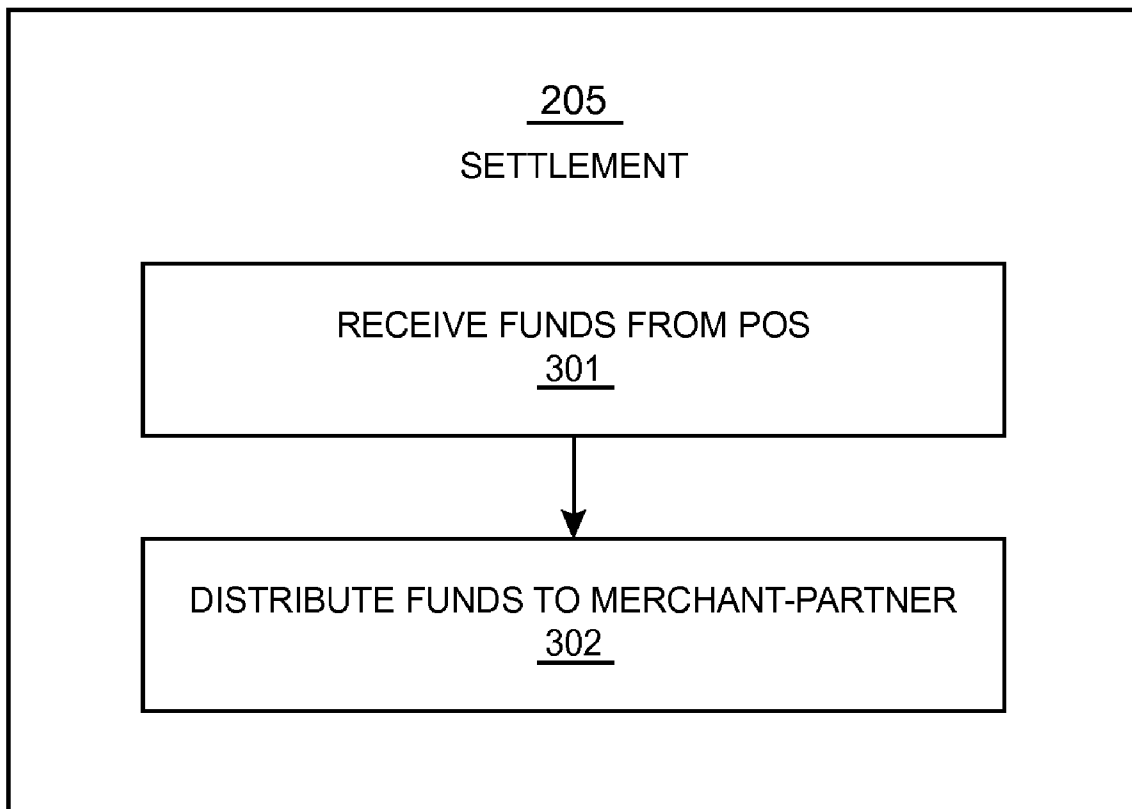 205
SETTLEMENT
RECEIVE FUNDS FROM POS
301
DISTRIBUTE FUNDS TO MERCHANT-PARTNER
302